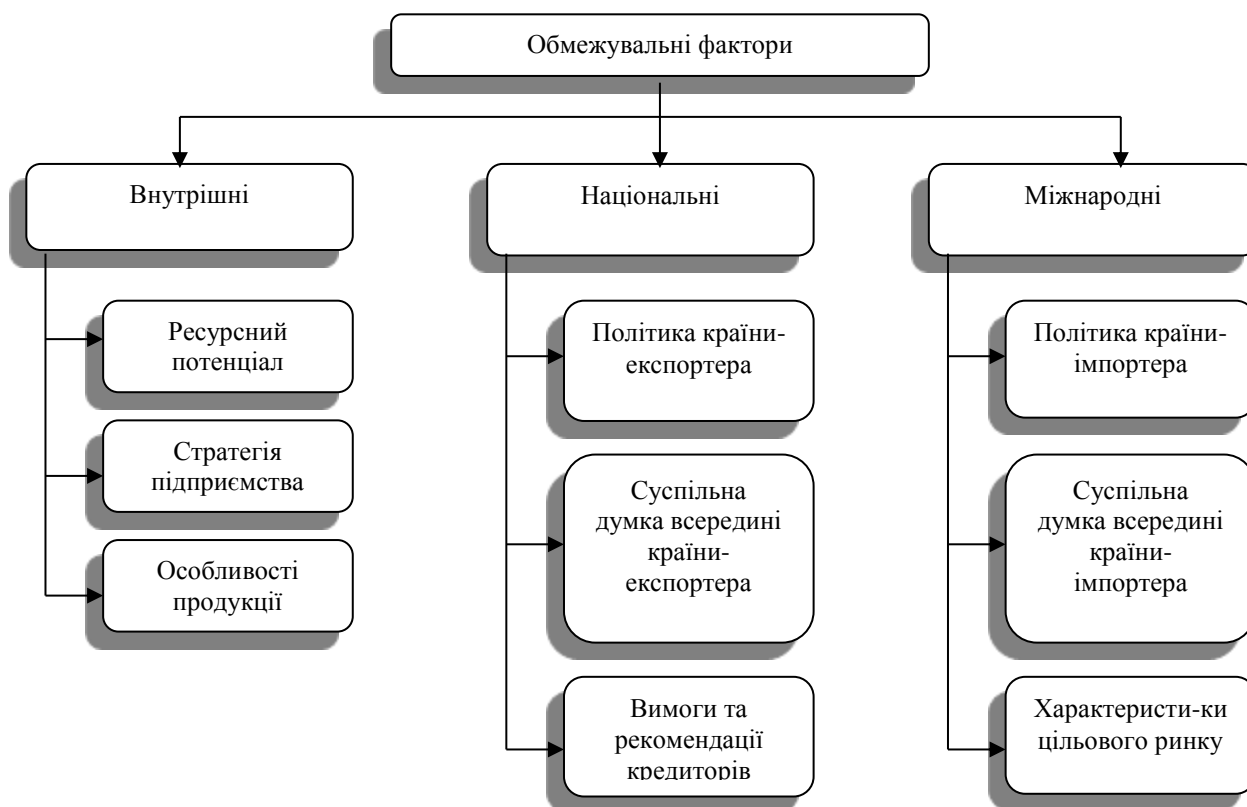 Обмежувальні фактори
Внутрішні
Національні
Міжнародні
Ресурсний
потенціал
Стратегія
підприємства
Особливості
продукції
Політика країни-
експортера
Суспільна
думка всередині
країни-
експортера
Вимоги та
рекомендації
кредиторів
Політика країни-
імпортера
Суспільна
думка всередині
країни-
імпортера
Характеристи-ки
цільового ринку